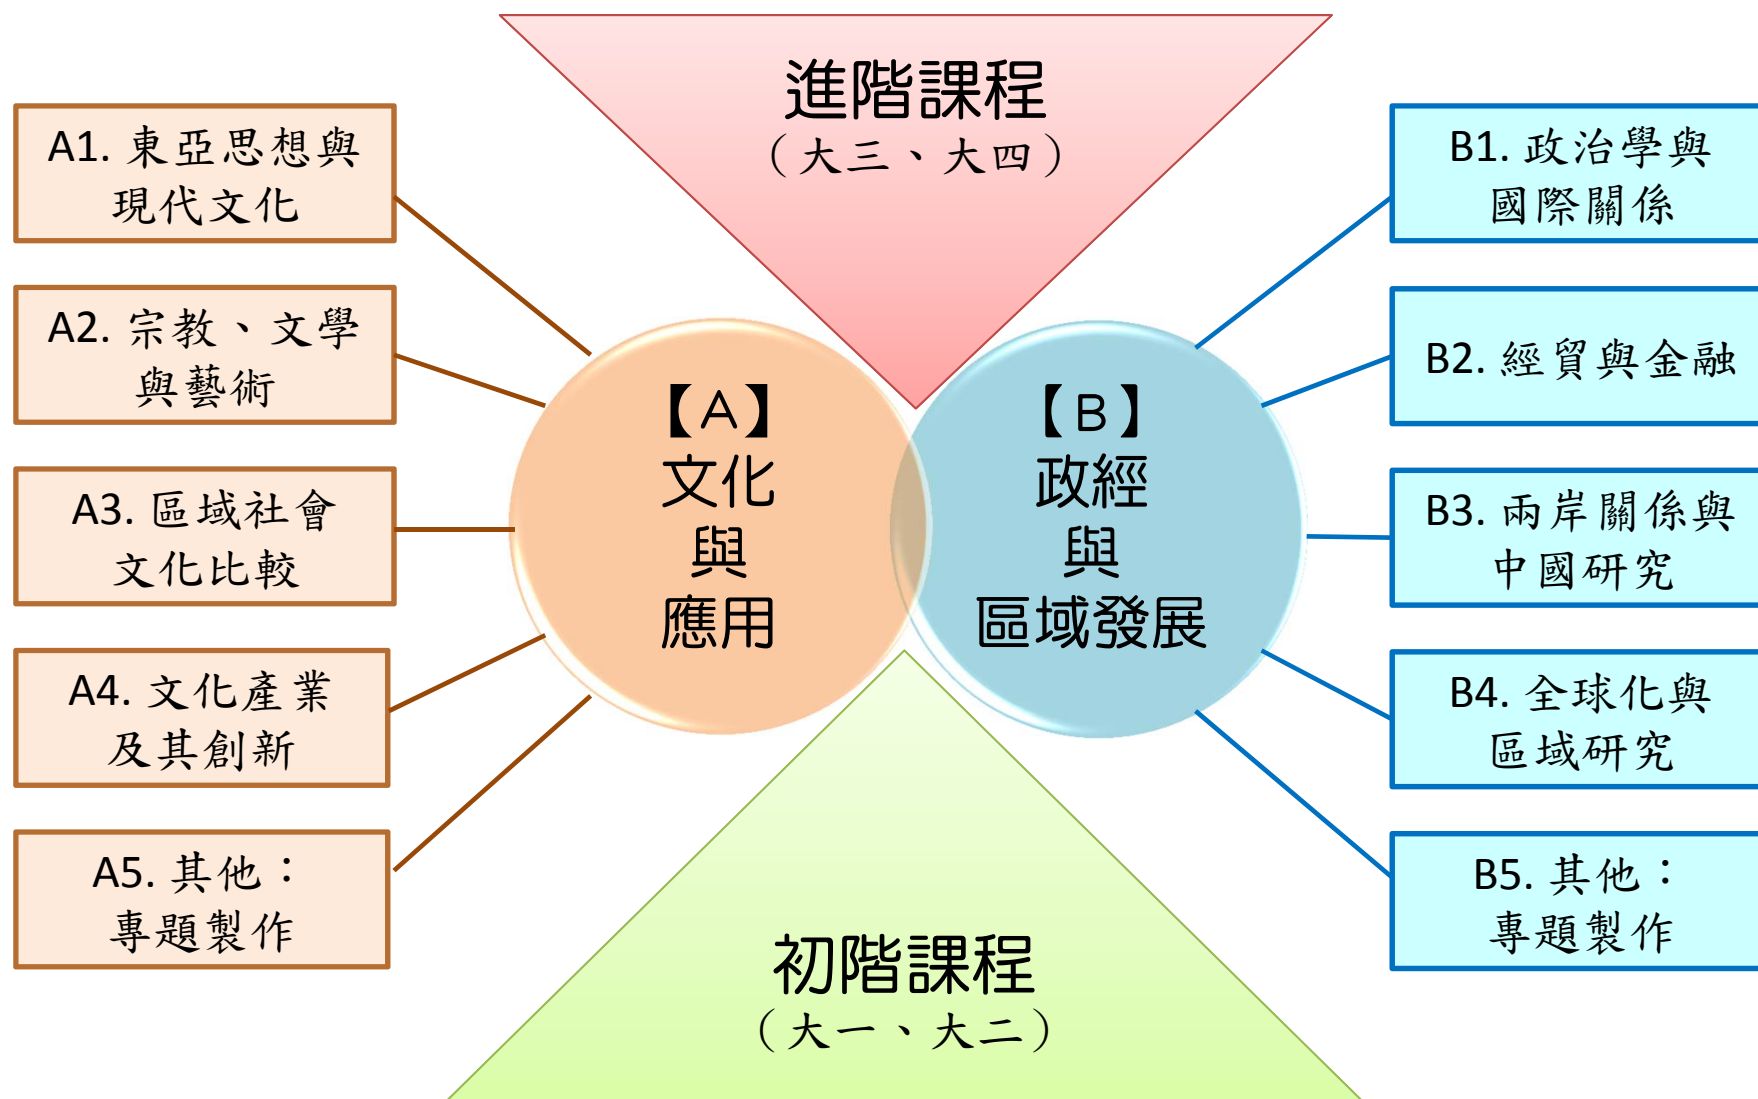 進階課程
（大三、大四）
A1. 東亞思想與
現代文化
A2. 宗教、文學
與藝術
A3. 區域社會
文化比較
A4. 文化產業
及其創新
A5. 其他：
專題製作
【A】
文化
與
應用
【B】
政經
與
區域發展
B1. 政治學與
國際關係
B2. 經貿與金融
B3. 兩岸關係與
中國研究
B4. 全球化與
區域研究
B5. 其他：
專題製作
初階課程
（大一、大二）